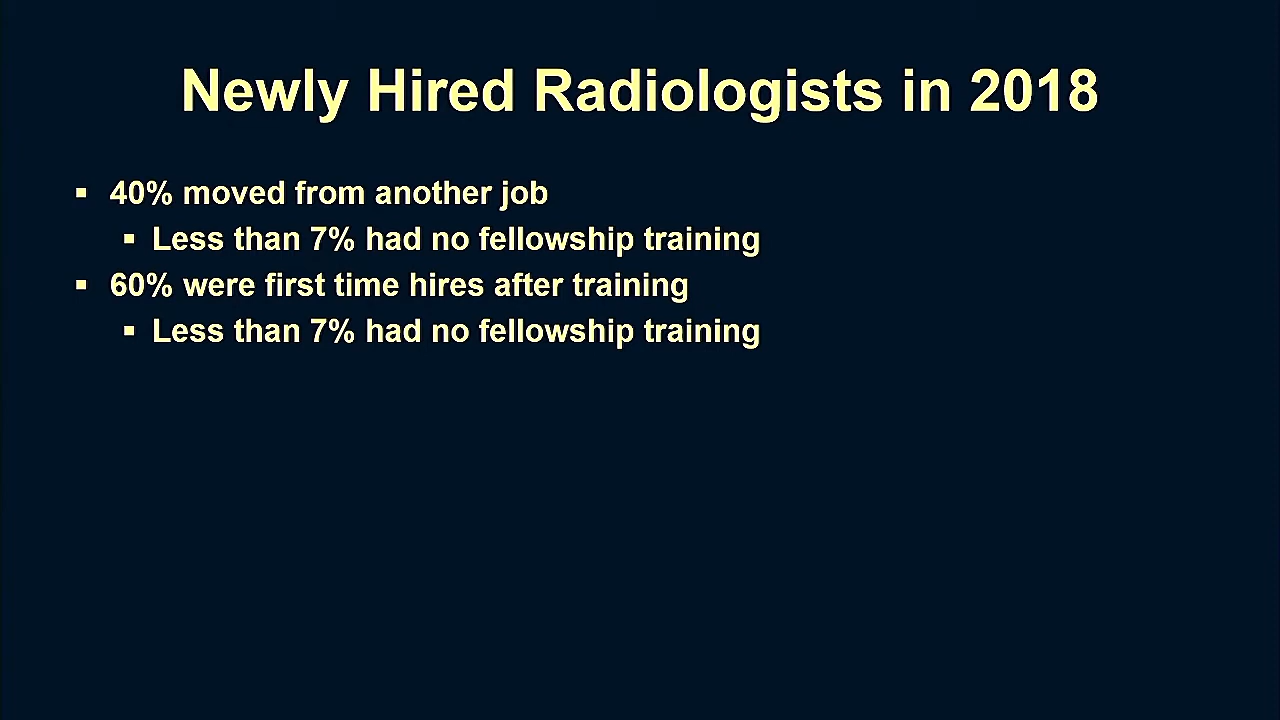 Newly Hired Radiologists in 2018
▪ 40% moved from another job
▪ Less than 7% had no fellowship training
▪ 60% were first time hires after training
▪ Less than 7% had no fellowship training